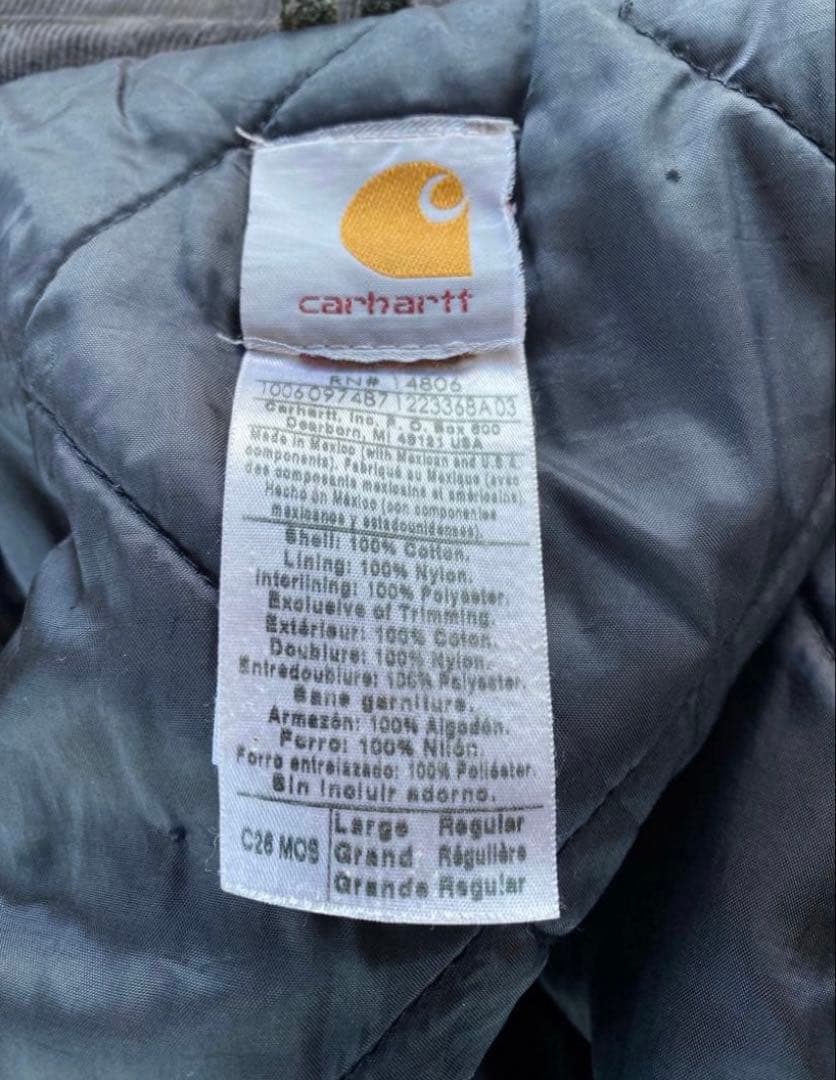 carhartt
RN# 14806
1006097487 1223368A03
Carhartt, Inc. P. O. Box 600
Dearborn, MI 48121 USA
Made in Mexico (with Mexican and U.S.A.
components). Fabriqué au Mexique (avec
des composants mexicains et américains)
Hecho en México (con componentes
mexicanos y estadounidenses).
Shell: 100% Cotton.
Lining: 100% Nylon.
Interlining: 100% Polyester.
Exclusive of Trimming.
Extérieur: 100% Coton.
Doublure: 100% Nylon.
Entredoublure: 100% Polyester.
Sans garniture.
Armazón: 100% Algodón.
Forro: 100% Nilón.
Forro entrelazado: 100% Poliéster.
Sin incluir adorno.
C26 MOS
Large Regular
Grand Régulière
Grande Regular